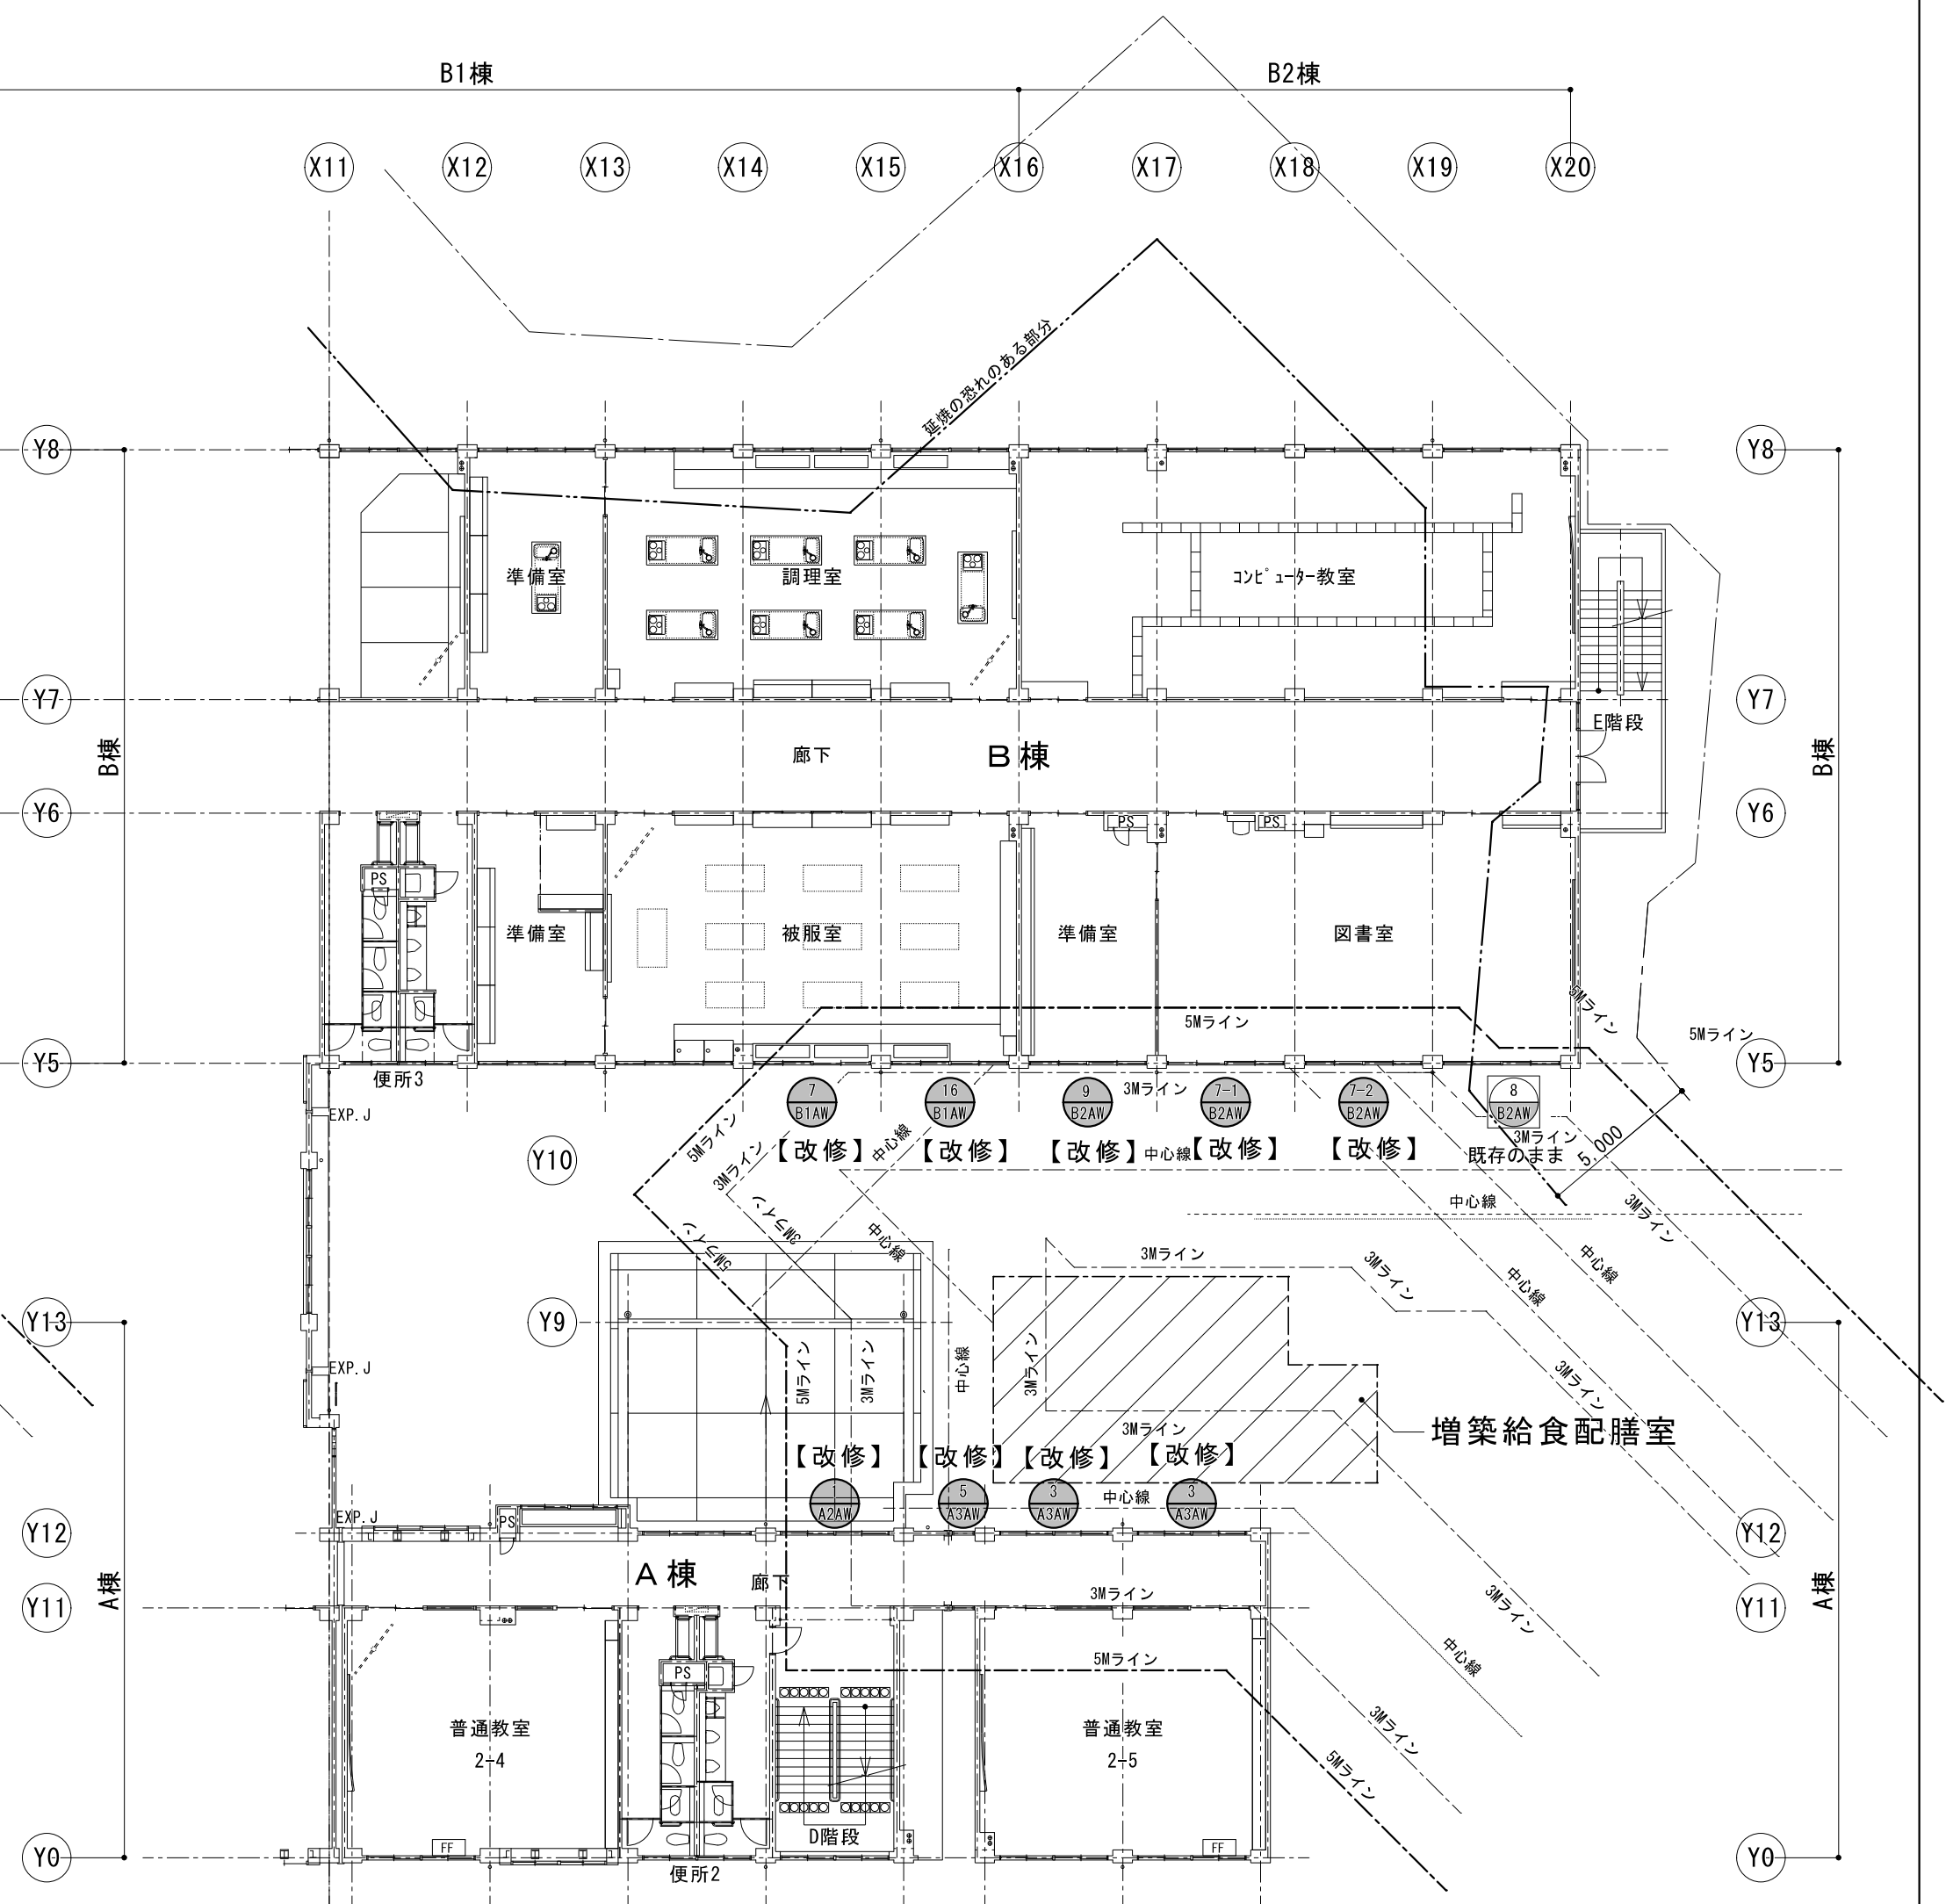 B1棟
B2棟
X11
X12
X13
X14
X15
X16
X17
X18
X19
X20
延焼の恐れのある部分
Y8
Y8
準備室
調理室
コンピューター教室
Y7
Y7
E階段
B棟
廊下
B棟
B棟
Y6
Y6
PS
PS
PS
準備室
被服室
準備室
図書室
5Mライン
5Mライン
5Mライン
Y5
Y5
便所3
EXP.J
7
B1AW
16
B1AW
9
B2AW
3Mライン
7-1
B2AW
7-2
B2AW
8
B2AW
5Mライン
3Mライン
中心線
【改修】
【改修】
【改修】
中心線
【改修】
【改修】
3Mライン
既存のまま
5,000
Y10
3Mライン
5Mライン
中心線
中心線
3Mライン
3Mライン
3Mライン
中心線
中心線
Y13
Y9
Y13
EXP.J
5Mライン
3Mライン
中心線
3Mライン
3Mライン
3Mライン
増築給食配膳室
【改修】
【改修】
【改修】
【改修】
1
A2AW
5
A3AW
3
A3AW
中心線
3
A3AW
EXP.J
PS
Y12
Y12
A棟
A棟
廊下
3Mライン
A棟
Y11
Y11
3Mライン
中心線
5Mライン
PS
普通教室
2-4
普通教室
2-5
3Mライン
5Mライン
D階段
FF
FF
Y0
Y0
便所2